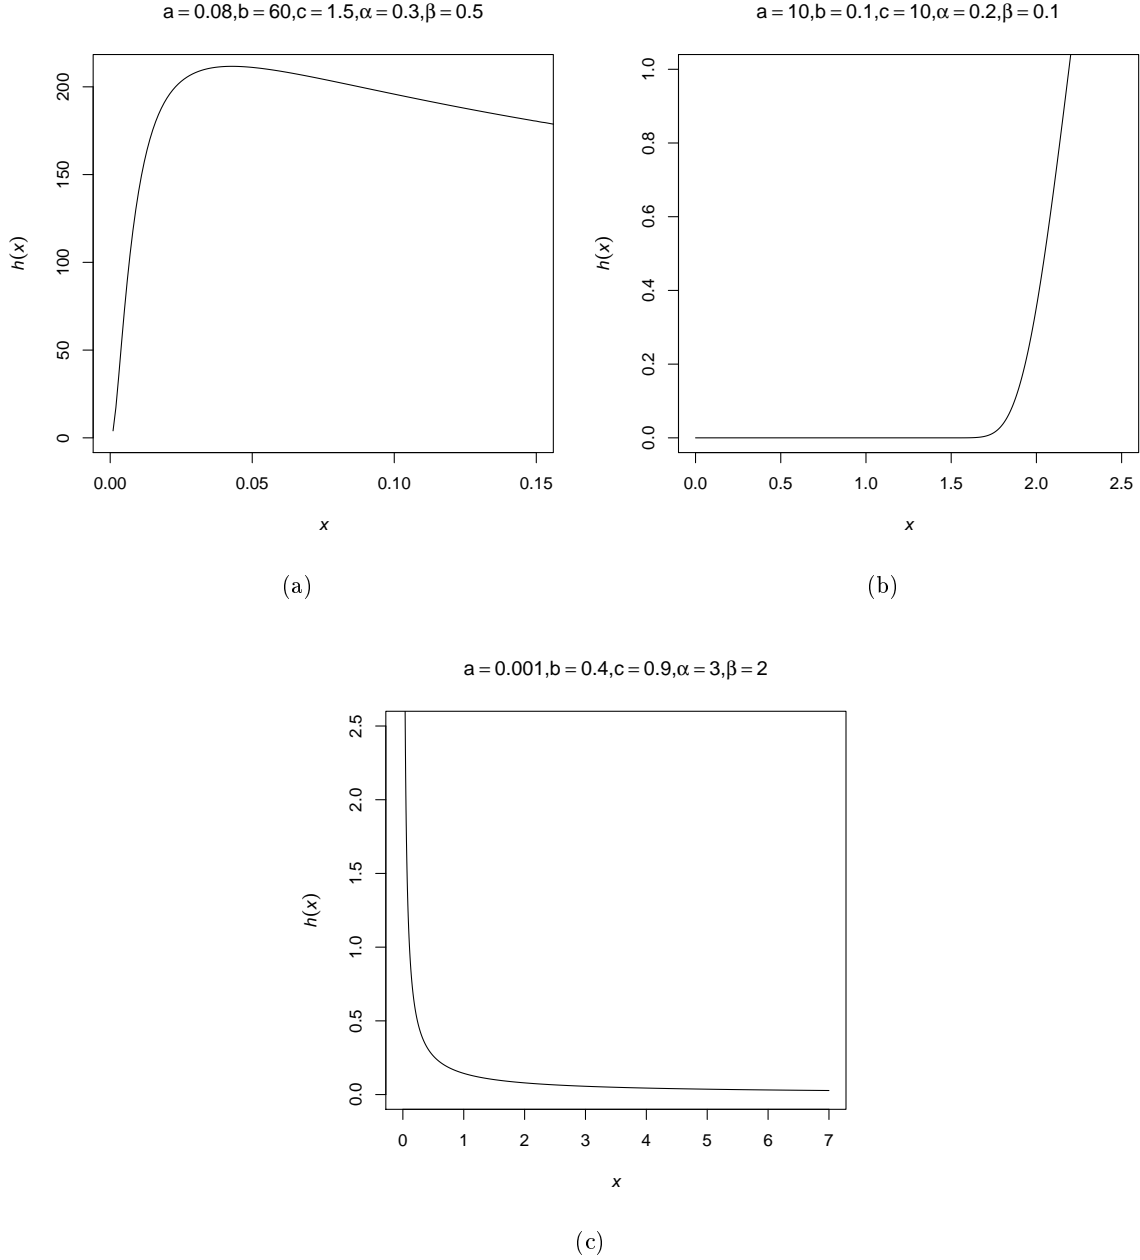 a = 0.08,b = 60,c = 1.5,α = 0.3,β = 0.5
h(x)
200
150
100
50
0
0.00 0.05 0.10 0.15
x
(a)
a = 10,b = 0.1,c = 10,α = 0.2,β = 0.1
h(x)
1.0
0.8
0.6
0.4
0.2
0.0
0.0 0.5 1.0 1.5 2.0 2.5
x
(b)
a = 0.001,b = 0.4,c = 0.9,α = 3,β = 2
h(x)
2.5
2.0
1.5
1.0
0.5
0.0
0 1 2 3 4 5 6 7
x
(c)